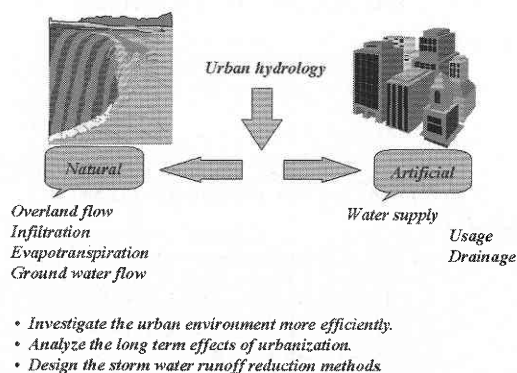 Urban hydrology
Natural
Artificial
Overland flow
Infiltration
Evapotranspiration
Ground water flow
Water supply
Usage
Drainage
• Investigate the urban environment more efficiently.
• Analyze the long term effects of urbanization.
• Design the storm water runoff reduction methods.